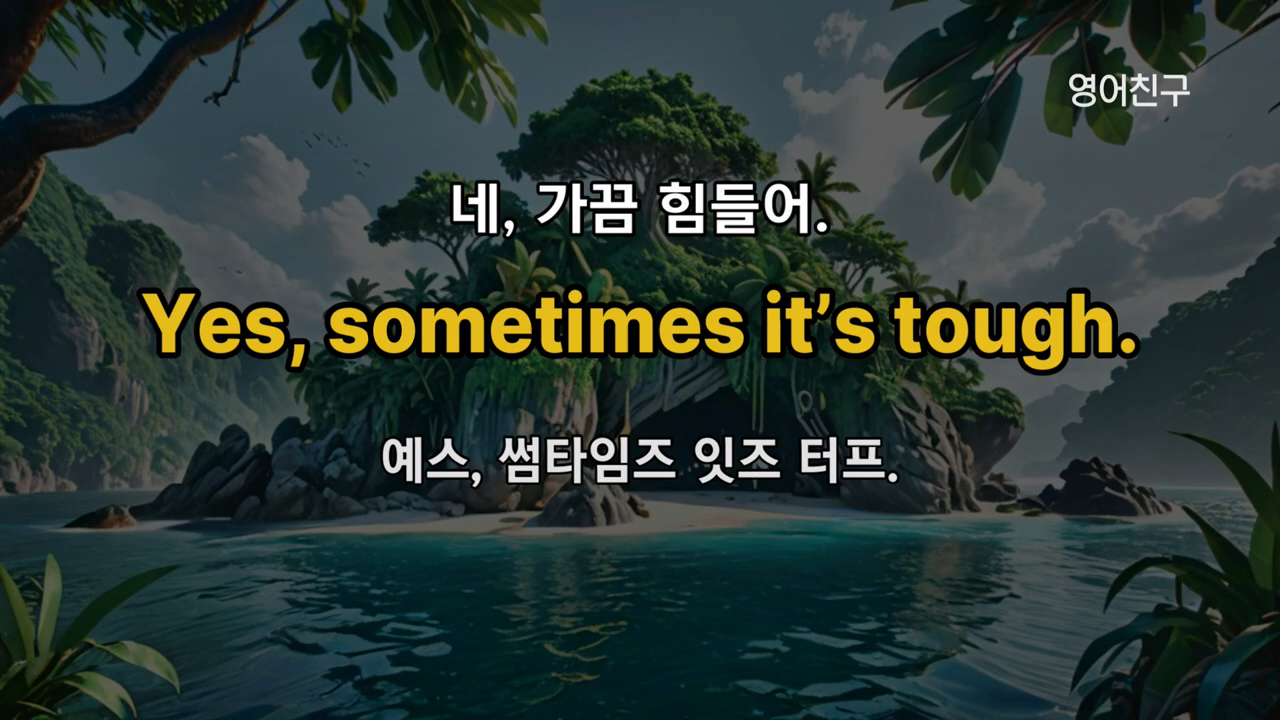 영어친구
네, 가끔 힘들어.
Yes, sometimes it’s tough.
예스, 썸타임즈 잇즈 터프.